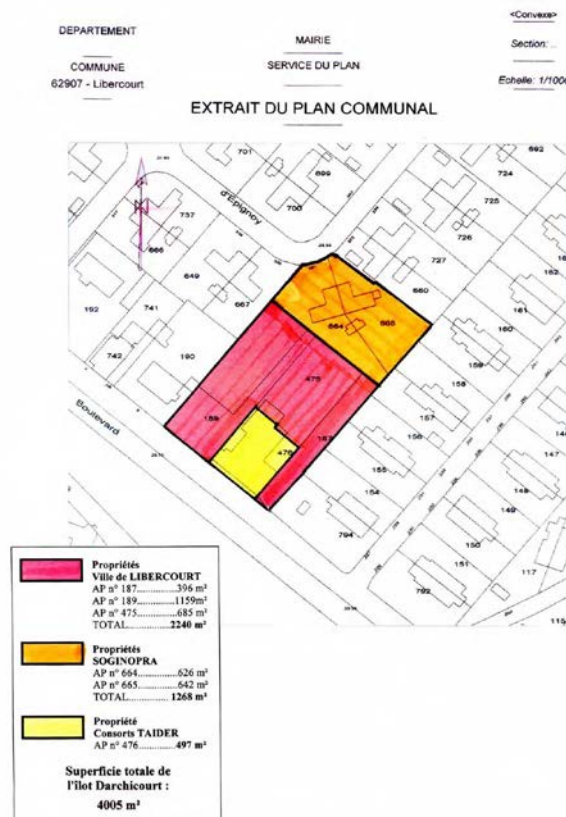 <Convexe>
DEPARTEMENT
MAIRIE
Section: ..
COMMUNE
SERVICE DU PLAN
62907 - Libercourt
Echelle: 1/1000
EXTRAIT DU PLAN COMMUNAL
701
699
692
724
d'Epignoy
700
725
737
726
666
727
649
660
192
667
741
664
665
161
160
742
190
475
159
158
Boulevard
189
187
157
156
476
155
147
154
148
149
794
150
151
792
117
115
Propriétés
Ville de LIBERCOURT
AP n° 187............396 m²
AP n° 189............1159m²
AP n° 475............685 m²
TOTAL...............2240 m²
Propriétés
SOGINOPRA
AP n° 664..............626 m²
AP n° 665..............642 m²
TOTAL...............1268 m²
Propriété
Consorts TAIDER
AP n° 476.......497 m²
Superficie totale de
l'îlot Darchicourt :
4005 m²